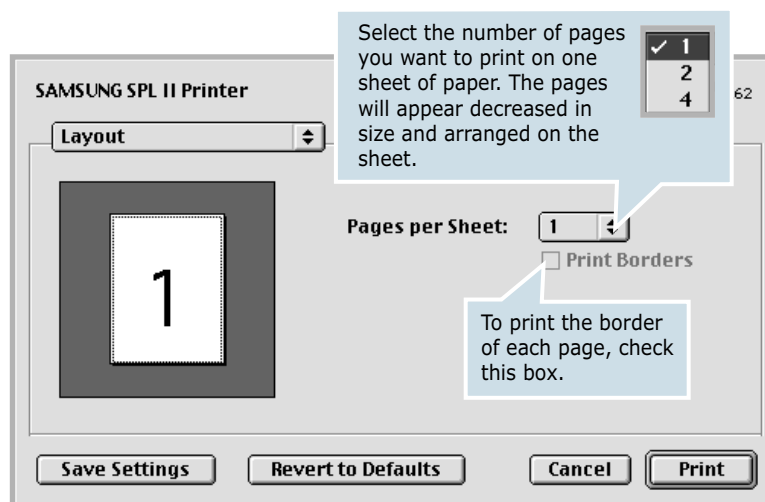 Select the number of pages
you want to print on one
sheet of paper. The pages
will appear decreased in
size and arranged on the
sheet.
✓ 1
2
4
SAMSUNG SPL II Printer
62
Layout
1
Pages per Sheet: 1
Print Borders
To print the border
of each page, check
this box.
Save Settings Revert to Defaults Cancel Print